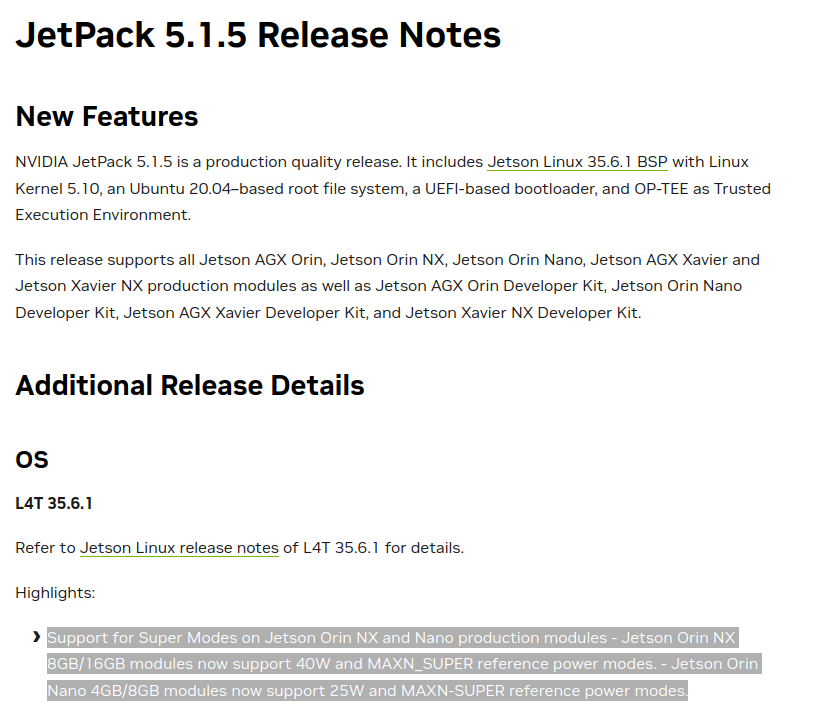 JetPack 5.1.5 Release Notes
New Features
NVIDIA JetPack 5.1.5 is a production quality release. It includes Jetson Linux 35.6.1 BSP with Linux
Kernel 5.10, an Ubuntu 20.04–based root file system, a UEFI-based bootloader, and OP-TEE as Trusted
Execution Environment.
This release supports all Jetson AGX Orin, Jetson Orin NX, Jetson Orin Nano, Jetson AGX Xavier and
Jetson Xavier NX production modules as well as Jetson AGX Orin Developer Kit, Jetson Orin Nano
Developer Kit, Jetson AGX Xavier Developer Kit, and Jetson Xavier NX Developer Kit.
Additional Release Details
OS
L4T 35.6.1
Refer to Jetson Linux release notes of L4T 35.6.1 for details.
Highlights:
Support for Super Modes on Jetson Orin NX and Nano production modules - Jetson Orin NX
8GB/16GB modules now support 40W and MAXN_SUPER reference power modes. - Jetson Orin
Nano 4GB/8GB modules now support 25W and MAXN-SUPER reference power modes.